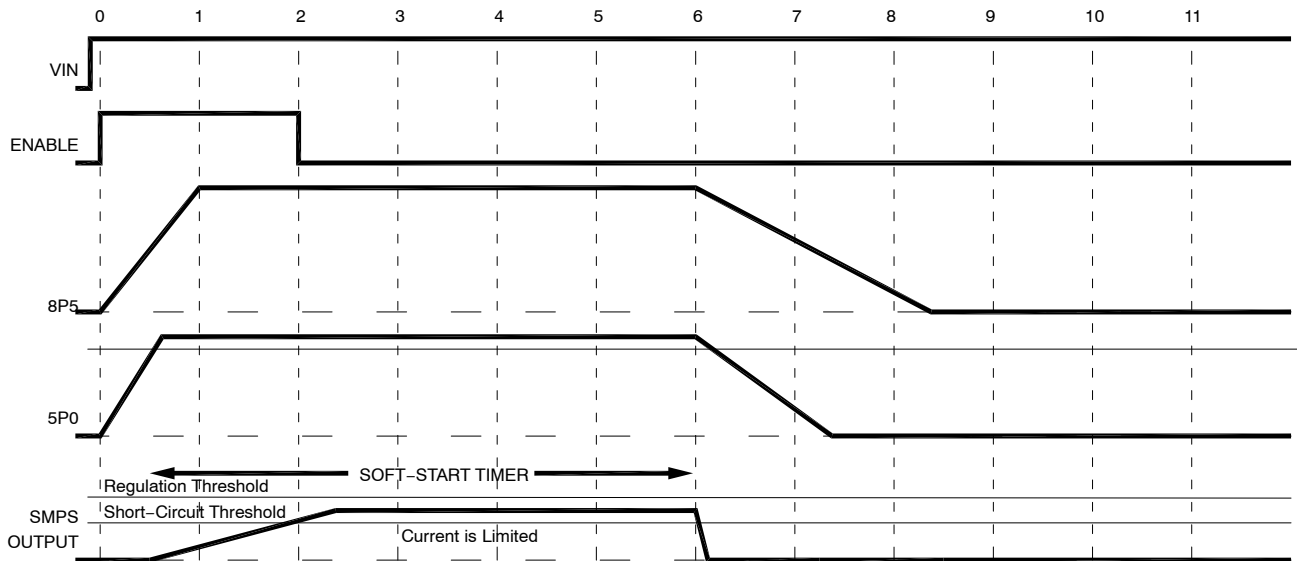 0 1 2 3 4 5 6 7 8 9 10 11
VIN
ENABLE
8P5
5P0
SOFT−START TIMER
Regulation Threshold
Short−Circuit Threshold
SMPS
OUTPUT
Current is Limited